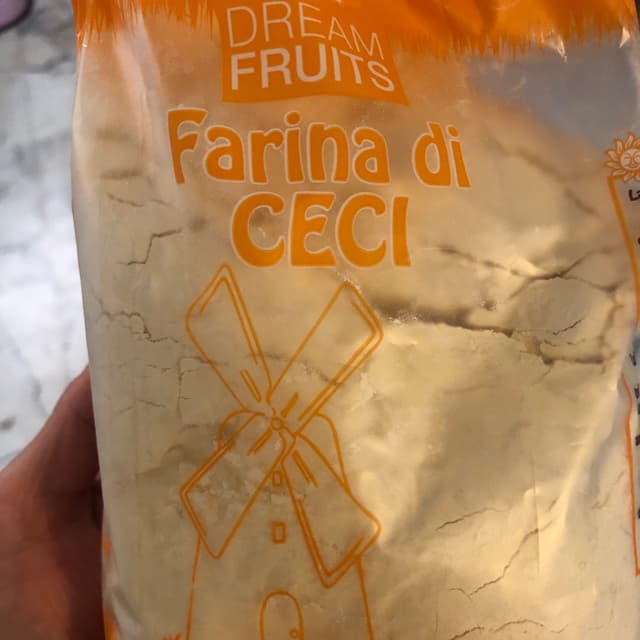 DREAM
FRUITS
Farina di
CECI